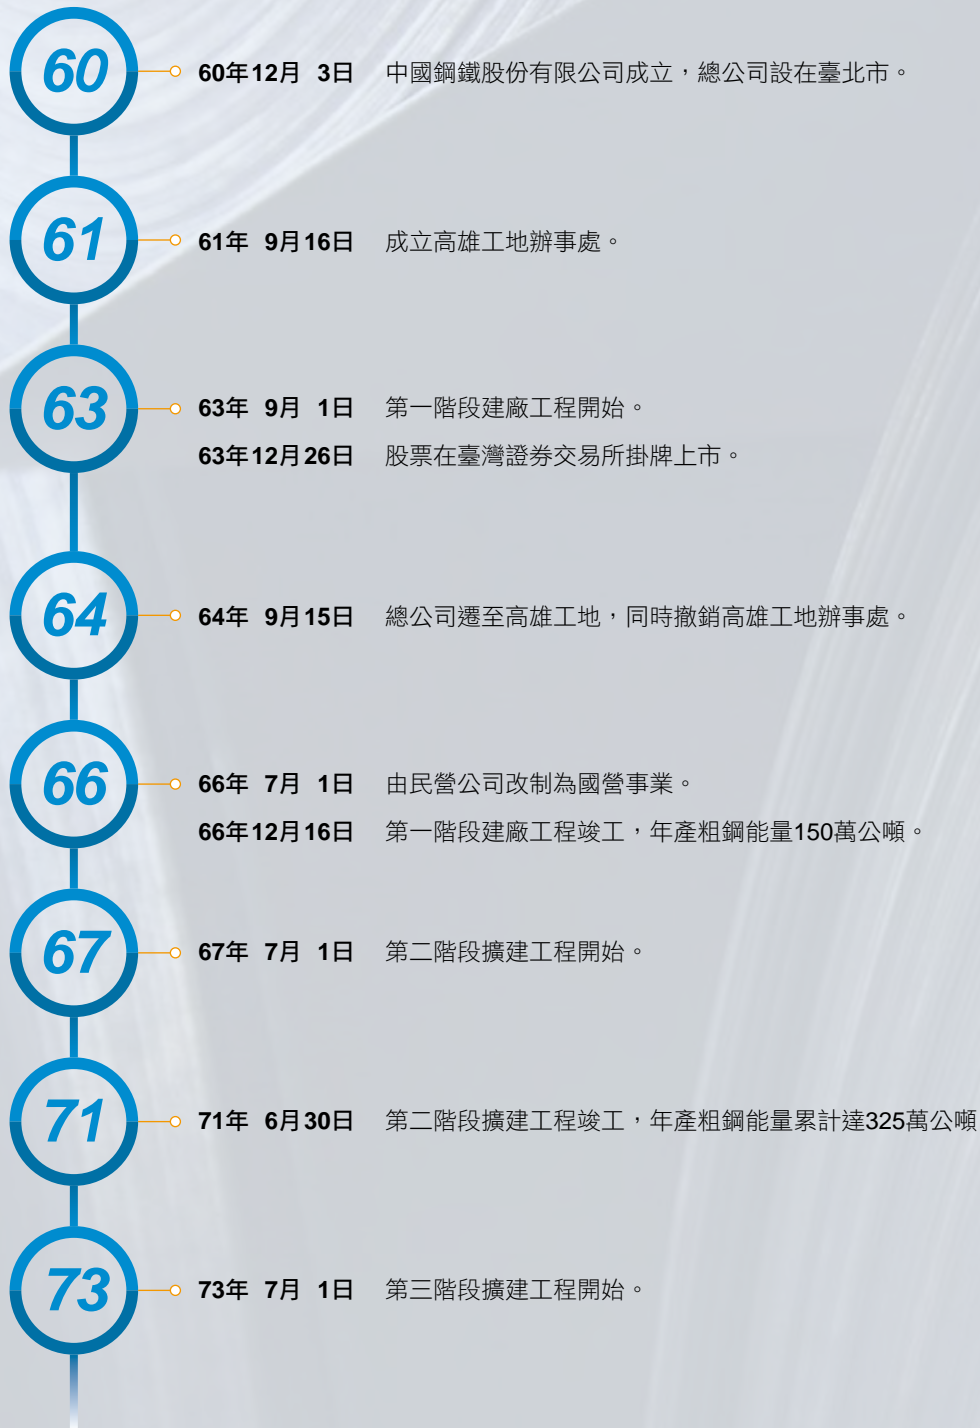 60
60年12月 3日 中國鋼鐵股份有限公司成立，總公司設在臺北市。
61
61年 9月16日 成立高雄工地辦事處。
63
63年 9月 1日 第一階段建廠工程開始。
63年12月26日 股票在臺灣證券交易所掛牌上市。
64
64年 9月15日 總公司遷至高雄工地，同時撤銷高雄工地辦事處。
66
66年 7月 1日 由民營公司改制為國營事業。
66年12月16日 第一階段建廠工程竣工，年產粗鋼能量150萬公噸。
67
67年 7月 1日 第二階段擴建工程開始。
71
71年 6月30日 第二階段擴建工程竣工，年產粗鋼能量累計達325萬公噸
73
73年 7月 1日 第三階段擴建工程開始。